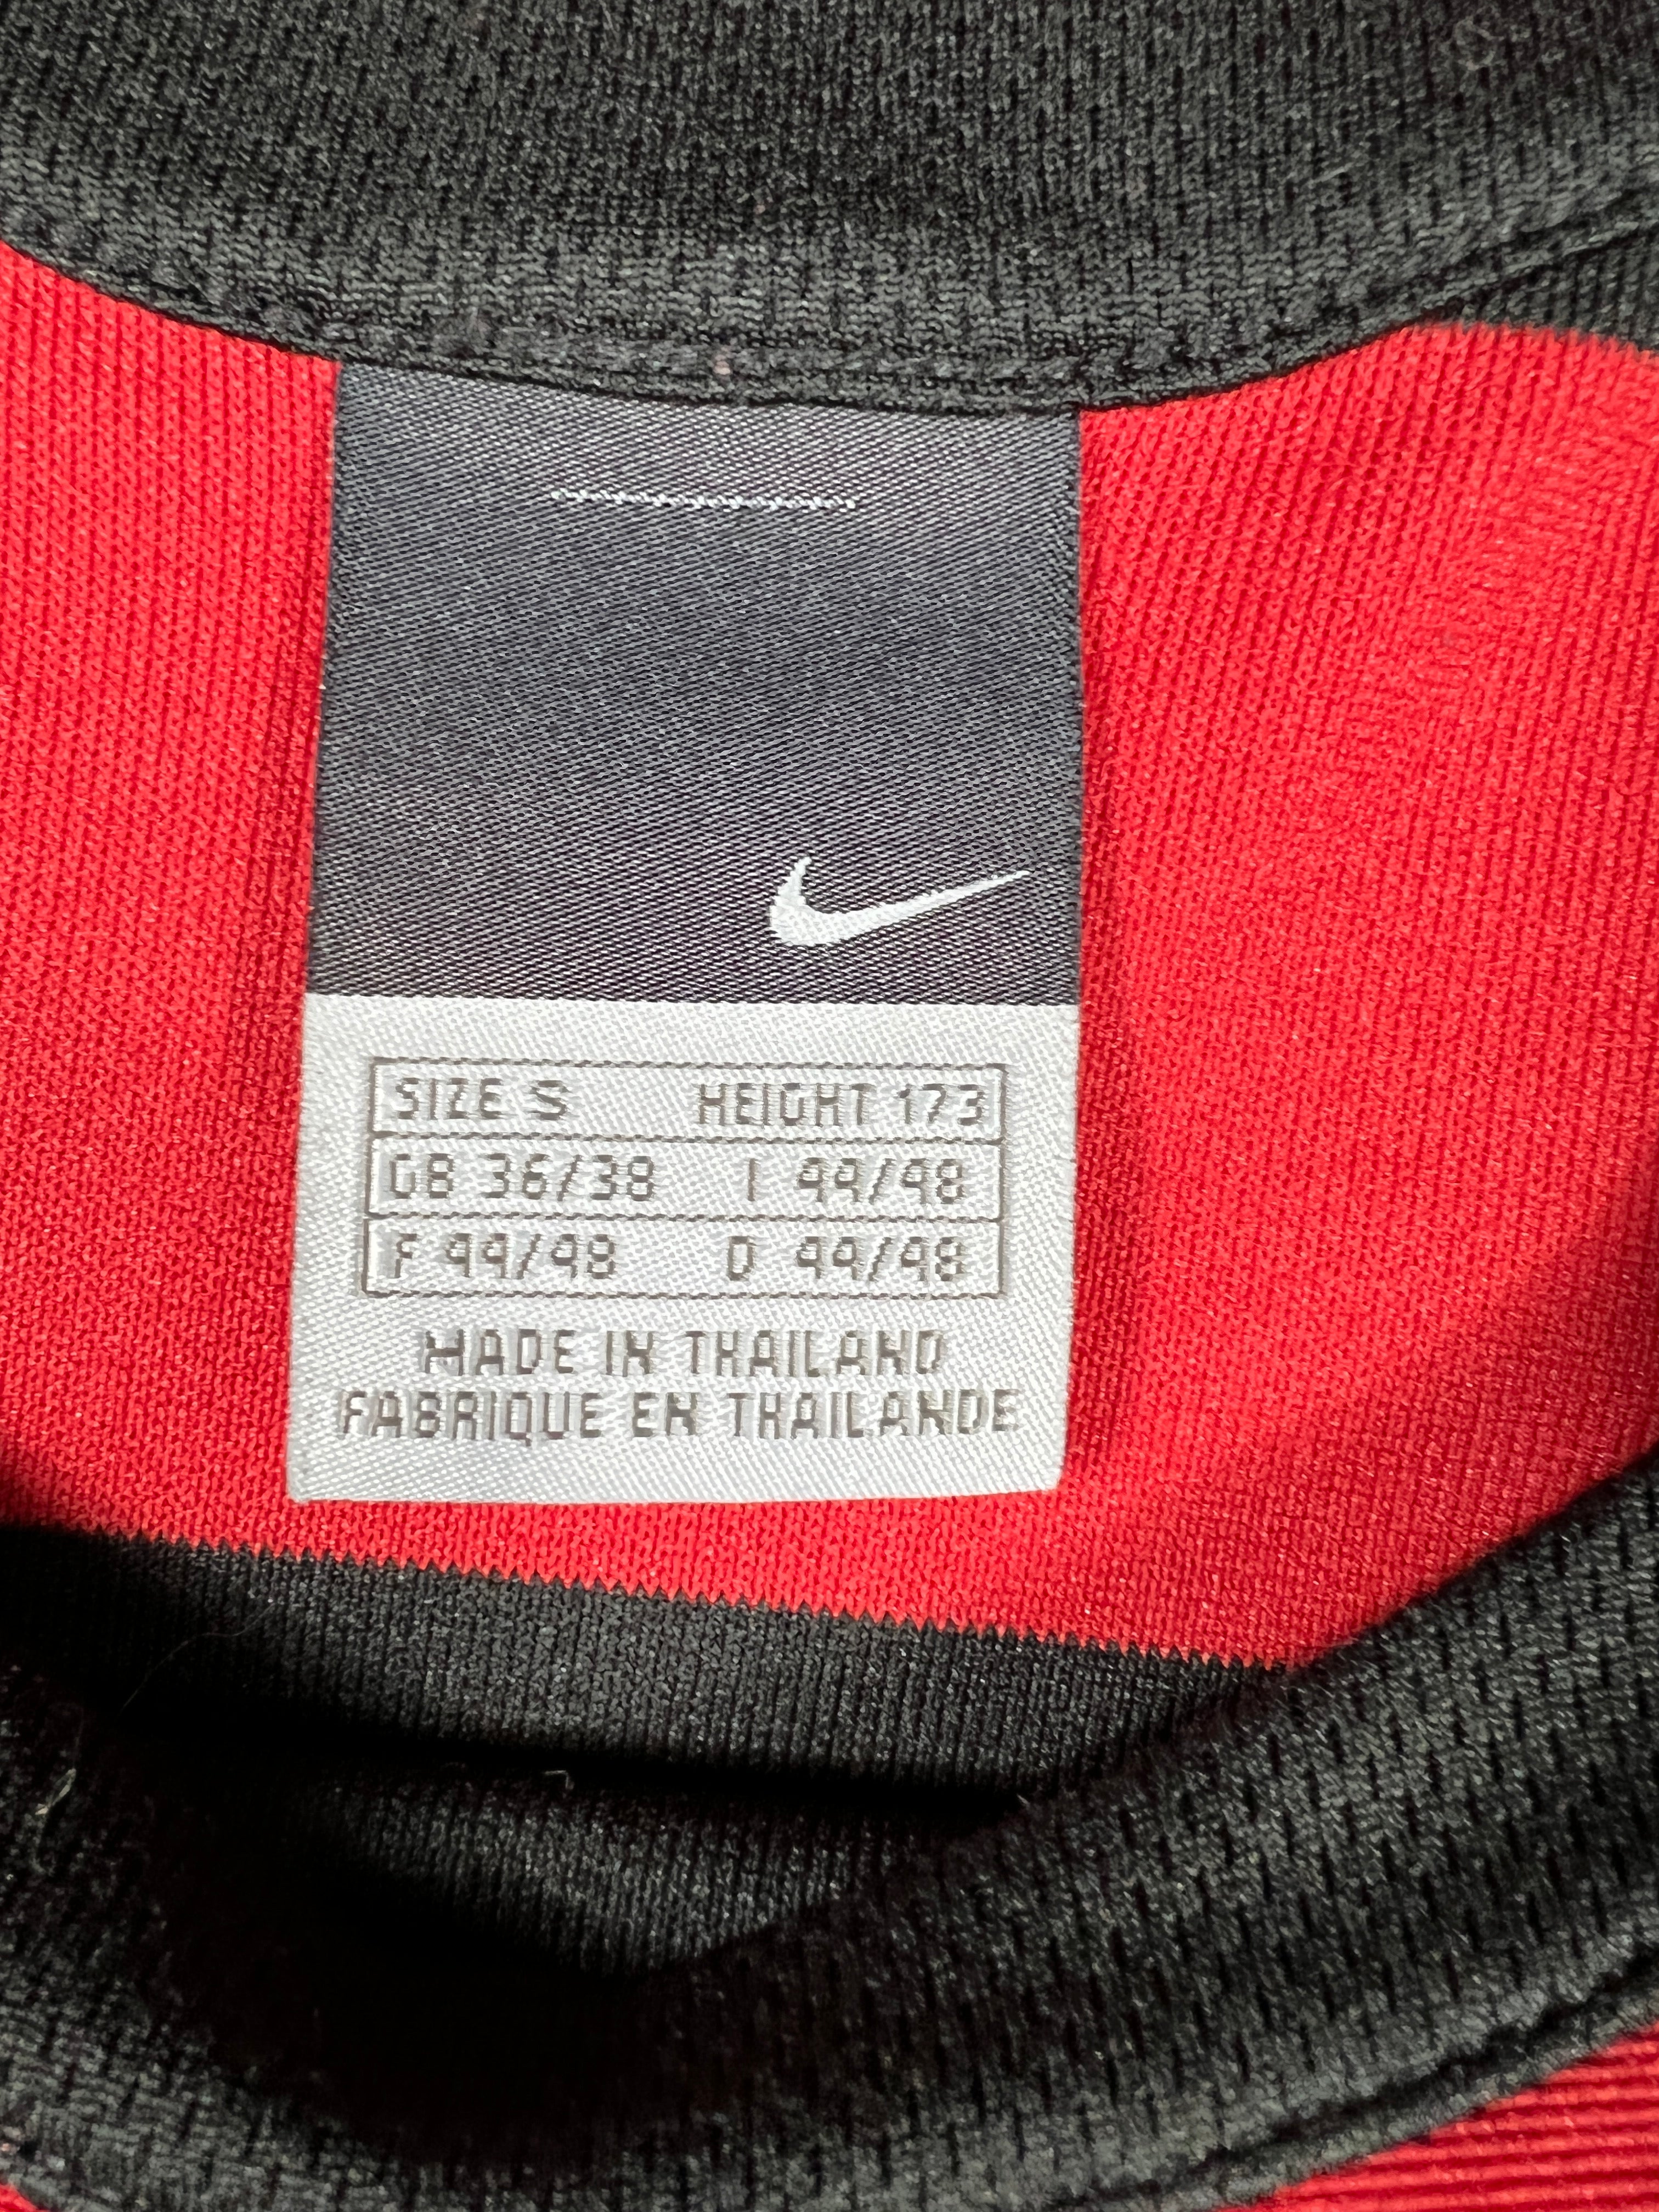 SIZE S HEIGHT 173
GB 36/38 I 44/48
F 44/48 D 44/48
MADE IN THAILAND
FABRIQUE EN THAILANDE